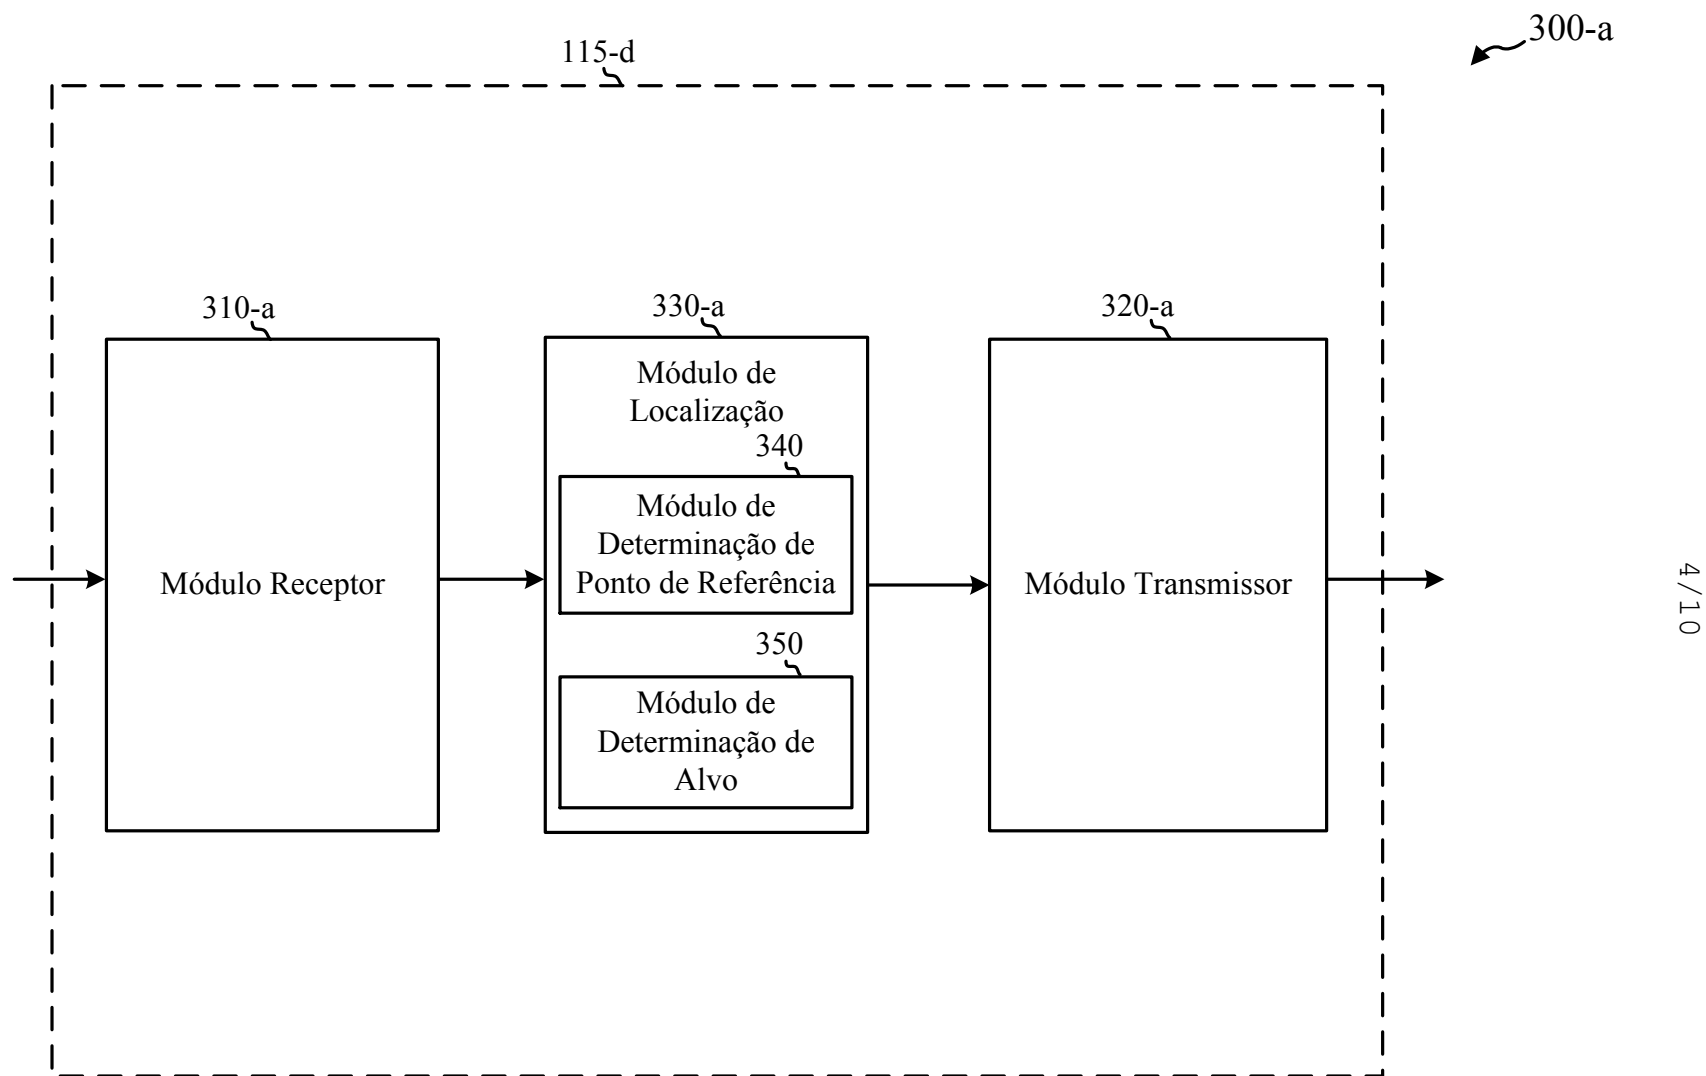 300-a
115-d
310-a
330-a
320-a
Módulo de
Localização
340
Módulo de
Determinação de
Ponto de Referência
Módulo Receptor
Módulo Transmissor
350
Módulo de
Determinação de
Alvo
4/10